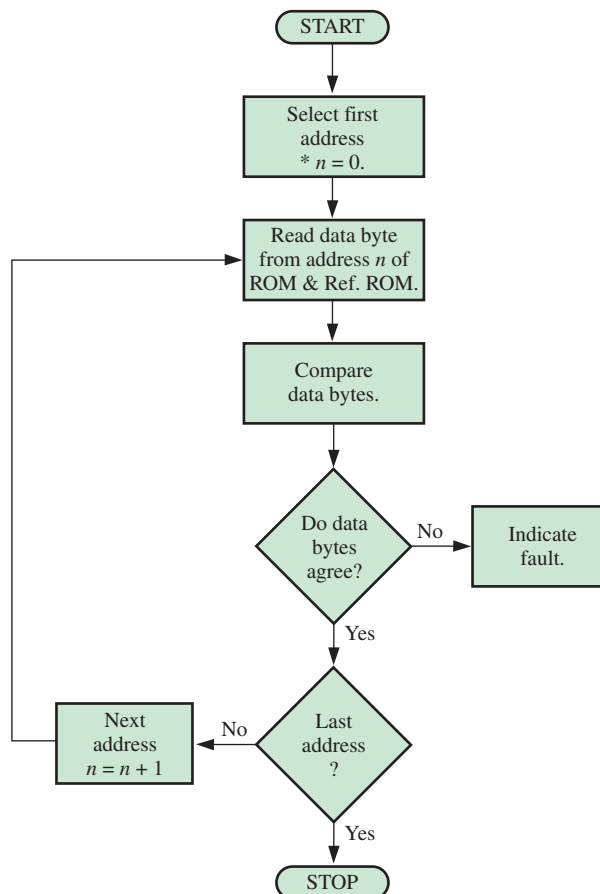 START
Select first
address
* n = 0.
Read data byte
from address n of
ROM & Ref. ROM.
Compare
data bytes.
Do data
bytes
agree?
No
Indicate
fault.
Yes
Last
address
?
No
Next
address
n = n + 1
Yes
STOP